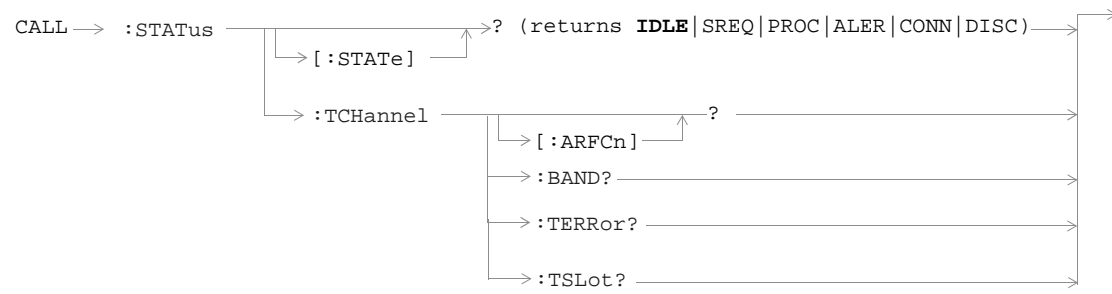 CALL :STATus ? (returns IDLE|SREQ|PROC|ALER|CONN|DISC)
[:STATe]
:TCHannel ?
[:ARFCn]
:BAND?
:TERRor?
:TSLot?